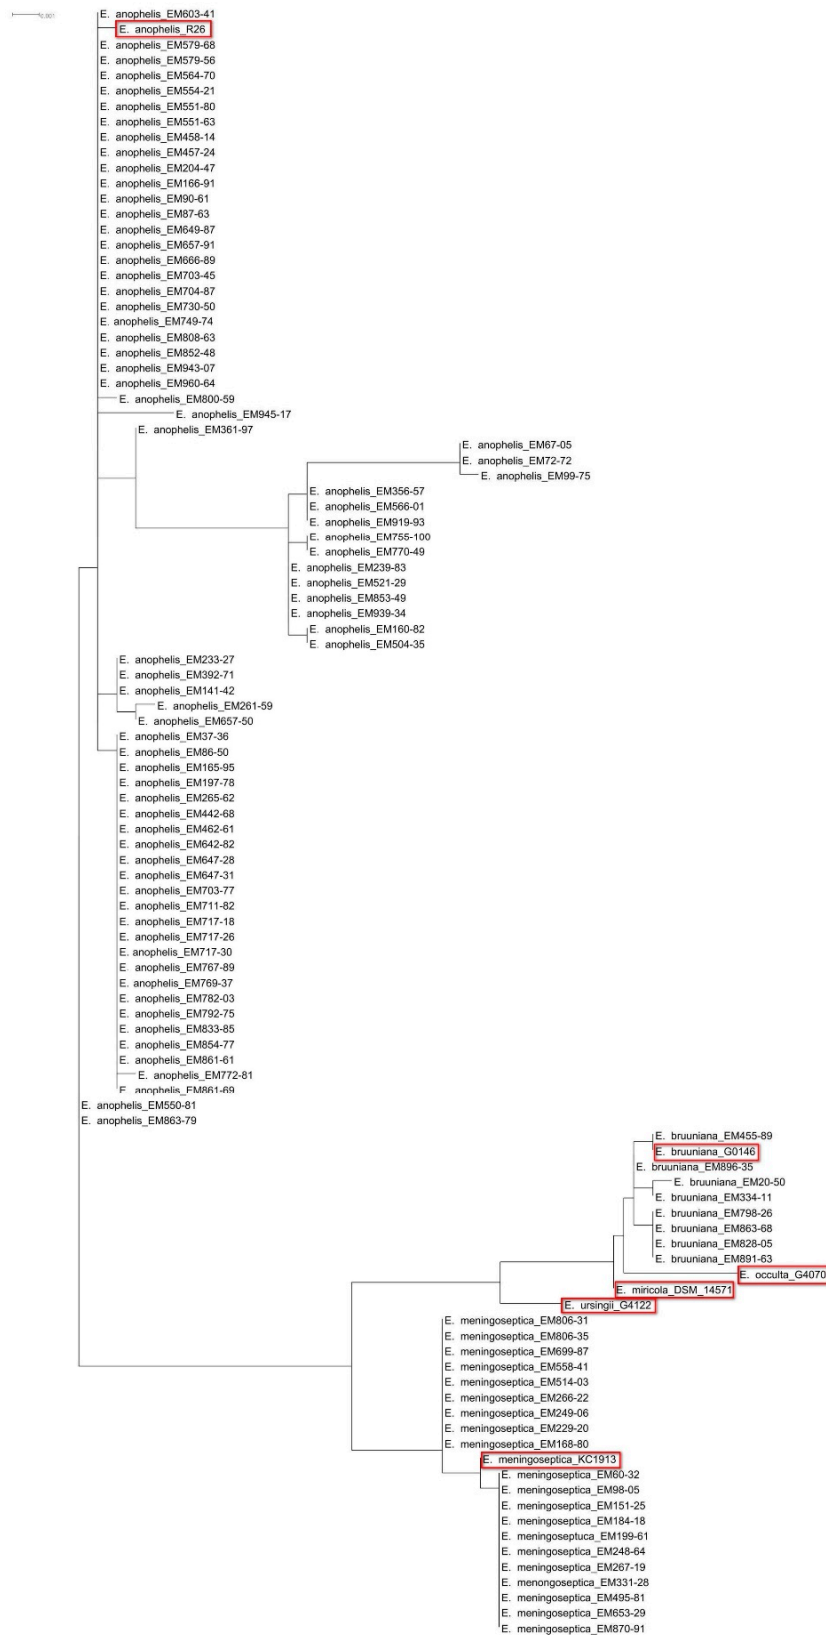 0.001
E. anophelis_EM603-41
E. anophelis_R26
E. anophelis_EM579-68
E. anophelis_EM579-56
E. anophelis_EM564-70
E. anophelis_EM554-21
E. anophelis_EM551-80
E. anophelis_EM551-63
E. anophelis_EM458-14
E. anophelis_EM457-24
E. anophelis_EM204-47
E. anophelis_EM166-91
E. anophelis_EM90-61
E. anophelis_EM87-63
E. anophelis_EM649-87
E. anophelis_EM657-91
E. anophelis_EM666-89
E. anophelis_EM703-45
E. anophelis_EM704-87
E. anophelis_EM730-50
E. anophelis_EM749-74
E. anophelis_EM808-63
E. anophelis_EM852-48
E. anophelis_EM943-07
E. anophelis_EM960-64
E. anophelis_EM800-59
E. anophelis_EM945-17
E. anophelis_EM361-97
E. anophelis_EM67-05
E. anophelis_EM72-72
E. anophelis_EM99-75
E. anophelis_EM356-57
E. anophelis_EM566-01
E. anophelis_EM919-93
E. anophelis_EM755-100
E. anophelis_EM770-49
E. anophelis_EM239-83
E. anophelis_EM521-29
E. anophelis_EM853-49
E. anophelis_EM939-34
E. anophelis_EM160-82
E. anophelis_EM504-35
E. anophelis_EM233-27
E. anophelis_EM392-71
E. anophelis_EM141-42
E. anophelis_EM261-59
E. anophelis_EM657-50
E. anophelis_EM37-36
E. anophelis_EM86-50
E. anophelis_EM165-95
E. anophelis_EM197-78
E. anophelis_EM265-62
E. anophelis_EM442-68
E. anophelis_EM462-61
E. anophelis_EM642-82
E. anophelis_EM647-28
E. anophelis_EM647-31
E. anophelis_EM703-77
E. anophelis_EM711-82
E. anophelis_EM717-18
E. anophelis_EM717-26
E. anophelis_EM717-30
E. anophelis_EM767-89
E. anophelis_EM769-37
E. anophelis_EM782-03
E. anophelis_EM792-75
E. anophelis_EM833-85
E. anophelis_EM854-77
E. anophelis_EM861-61
E. anophelis_EM772-81
E. anophelis_EM861-69
E. anophelis_EM550-81
E. anophelis_EM863-79
E. bruuniana_EM455-89
E. bruuniana_G0146
E. bruuniana_EM896-35
E. bruuniana_EM20-50
E. bruuniana_EM334-11
E. bruuniana_EM798-26
E. bruuniana_EM863-68
E. bruuniana_EM828-05
E. bruuniana_EM891-63
E. occulta_G4070
E. miricola_DSM_14571
E. ursingii_G4122
E. meningoseptica_EM806-31
E. meningoseptica_EM806-35
E. meningoseptica_EM699-87
E. meningoseptica_EM558-41
E. meningoseptica_EM514-03
E. meningoseptica_EM266-22
E. meningoseptica_EM249-06
E. meningoseptica_EM229-20
E. meningoseptica_EM168-80
E. meningoseptica_KC1913
E. meningoseptica_EM60-32
E. meningoseptica_EM98-05
E. meningoseptica_EM151-25
E. meningoseptica_EM184-18
E. meningoseptuca_EM199-61
E. meningoseptica_EM248-64
E. meningoseptica_EM267-19
E. menongoseptica_EM331-28
E. meningoseptica_EM495-81
E. meningoseptica_EM653-29
E. meningoseptica_EM870-91